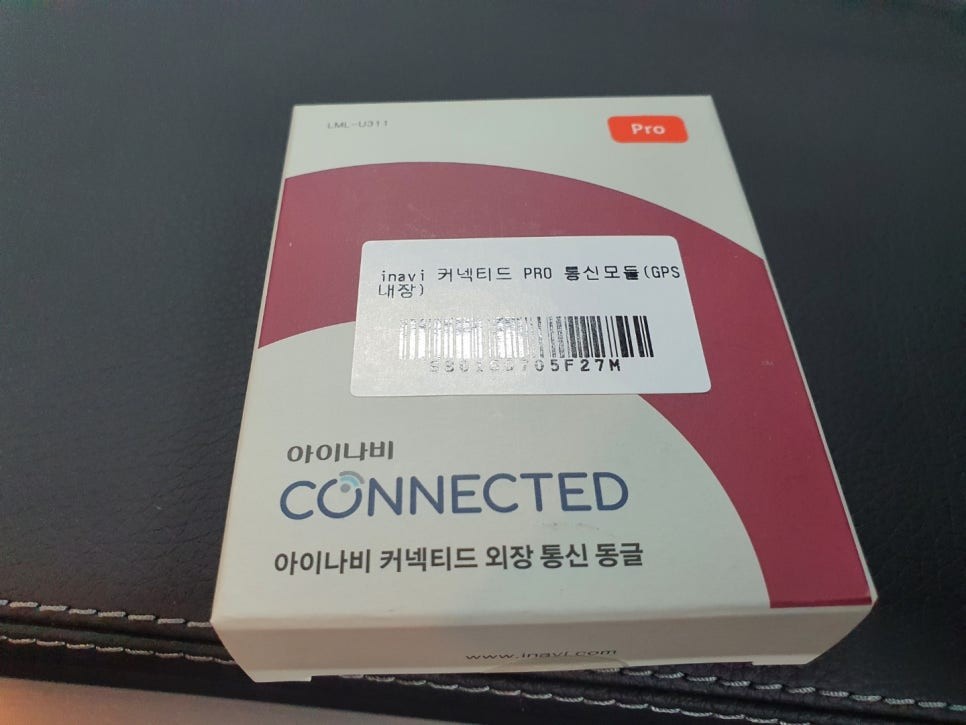 LML-U311
Pro
inavi 커넥티드 PRO 통신모듈(GPS
내장)
아이나비
CONNECTED
아이나비 커넥티드 외장 통신 동글
www.inavi.com